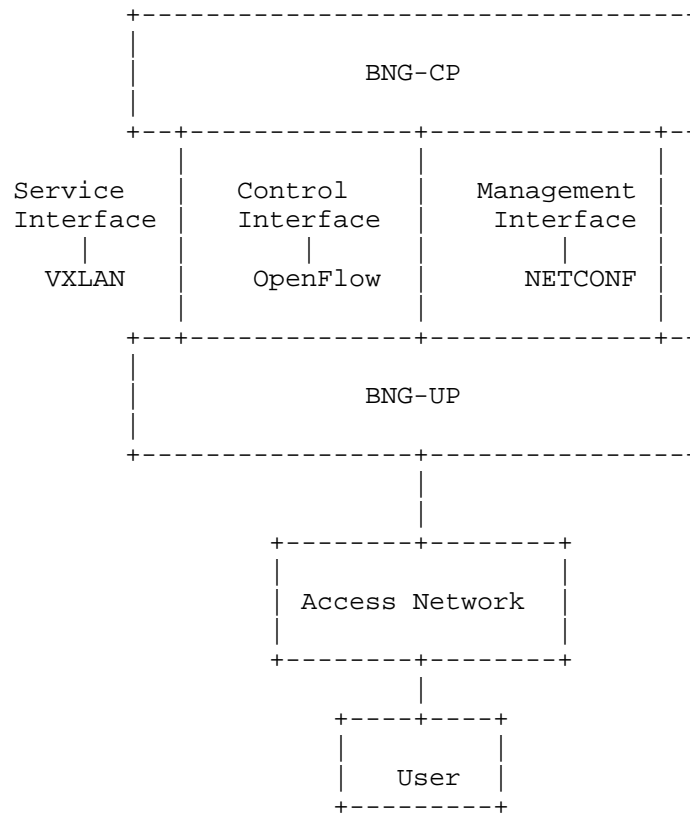 BNG-CP
Service Control Management
Interface Interface Interface
VXLAN OpenFlow NETCONF
BNG-UP
Access Network
User